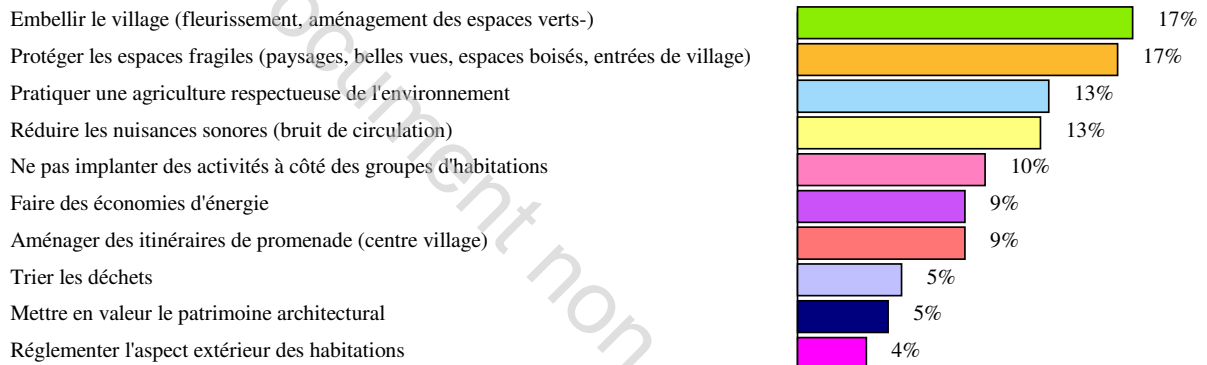 Embellir le village (fleurissement, aménagement des espaces verts-) 17%
Protéger les espaces fragiles (paysages, belles vues, espaces boisés, entrées de village) 17%
Pratiquer une agriculture respectueuse de l'environnement 13%
Réduire les nuisances sonores (bruit de circulation) 13%
Ne pas implanter des activités à côté des groupes d'habitations 10%
Faire des économies d'énergie 9%
Aménager des itinéraires de promenade (centre village) 9%
Trier les déchets 5%
Mettre en valeur le patrimoine architectural 5%
Réglementer l'aspect extérieur des habitations 4%
ocument non